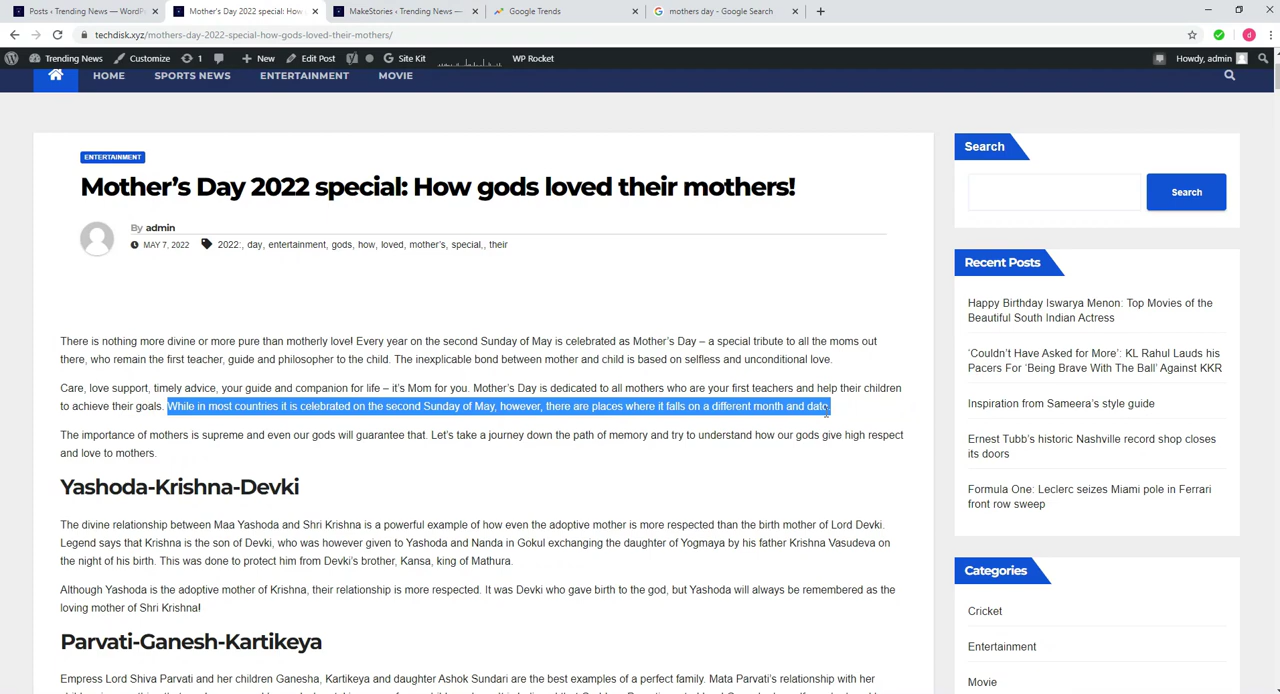 Posts ‹ Trending News — WordPr
Mother's Day 2022 special: How
MakeStories ‹ Trending News —
Google Trends
mothers day - Google Search
techdisk.xyz/mothers-day-2022-special-how-gods-loved-their-mothers/
Trending News Customize 1 New Edit Post Site Kit WP Rocket Howdy, admin
HOME SPORTS NEWS ENTERTAINMENT MOVIE
ENTERTAINMENT
Mother's Day 2022 special: How gods loved their mothers!
By admin
MAY 7, 2022 2022:, day, entertainment, gods, how, loved, mother's, special,, their
There is nothing more divine or more pure than motherly love! Every year on the second Sunday of May is celebrated as Mother's Day – a special tribute to all the moms out
there, who remain the first teacher, guide and philosopher to the child. The inexplicable bond between mother and child is based on selfless and unconditional love.
Care, love support, timely advice, your guide and companion for life – it's Mom for you. Mother's Day is dedicated to all mothers who are your first teachers and help their children
to achieve their goals. While in most countries it is celebrated on the second Sunday of May, however, there are places where it falls on a different month and date.
The importance of mothers is supreme and even our gods will guarantee that. Let's take a journey down the path of memory and try to understand how our gods give high respect
and love to mothers.
Yashoda-Krishna-Devki
The divine relationship between Maa Yashoda and Shri Krishna is a powerful example of how even the adoptive mother is more respected than the birth mother of Lord Devki.
Legend says that Krishna is the son of Devki, who was however given to Yashoda and Nanda in Gokul exchanging the daughter of Yogmaya by his father Krishna Vasudeva on
the night of his birth. This was done to protect him from Devki's brother, Kansa, king of Mathura.
Although Yashoda is the adoptive mother of Krishna, their relationship is more respected. It was Devki who gave birth to the god, but Yashoda will always be remembered as the
loving mother of Shri Krishna!
Parvati-Ganesh-Kartikeya
Empress Lord Shiva Parvati and her children Ganesha, Kartikeya and daughter Ashok Sundari are the best examples of a perfect family. Mata Parvati's relationship with her
Search
Search
Recent Posts
Happy Birthday Iswarya Menon: Top Movies of the
Beautiful South Indian Actress
'Couldn't Have Asked for More': KL Rahul Lauds his
Pacers For 'Being Brave With The Ball' Against KKR
Inspiration from Sameera's style guide
Ernest Tubb's historic Nashville record shop closes
its doors
Formula One: Leclerc seizes Miami pole in Ferrari
front row sweep
Categories
Cricket
Entertainment
Movie